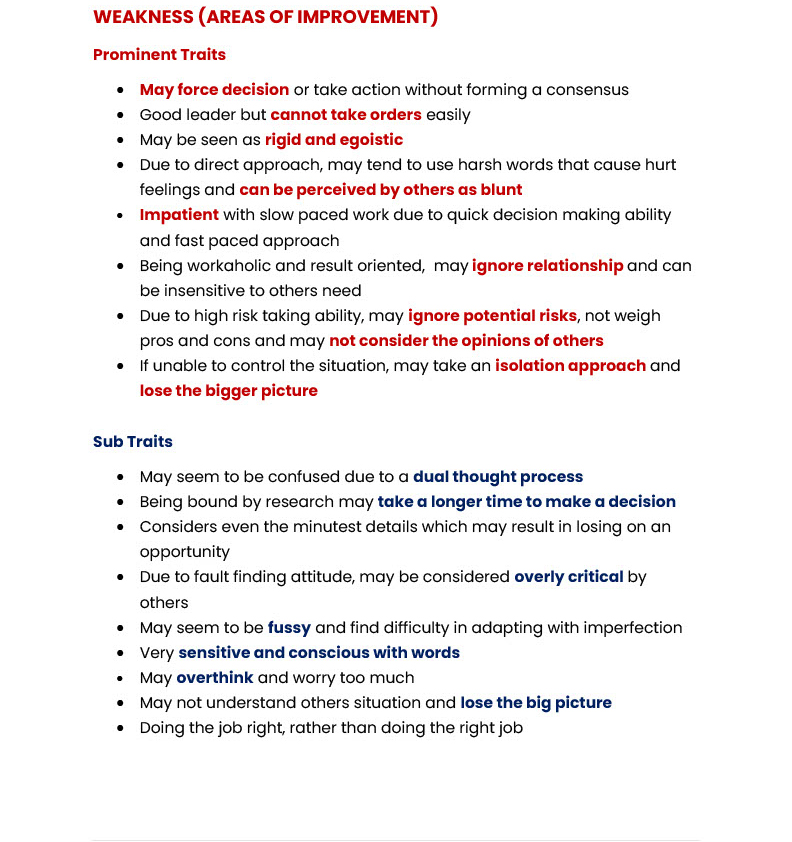 WEAKNESS (AREAS OF IMPROVEMENT)
Prominent Traits
• May force decision or take action without forming a consensus
• Good leader but cannot take orders easily
• May be seen as rigid and egoistic
• Due to direct approach, may tend to use harsh words that cause hurt
feelings and can be perceived by others as blunt
• Impatient with slow paced work due to quick decision making ability
and fast paced approach
• Being workaholic and result oriented,  may ignore relationship and can
be insensitive to others need
• Due to high risk taking ability, may ignore potential risks, not weigh
pros and cons and may not consider the opinions of others
• If unable to control the situation, may take an isolation approach and
lose the bigger picture
Sub Traits
• May seem to be confused due to a dual thought process
• Being bound by research may take a longer time to make a decision
• Considers even the minutest details which may result in losing on an
opportunity
• Due to fault finding attitude, may be considered overly critical by
others
• May seem to be fussy and find difficulty in adapting with imperfection
• Very sensitive and conscious with words
• May overthink and worry too much
• May not understand others situation and lose the big picture
• Doing the job right, rather than doing the right job